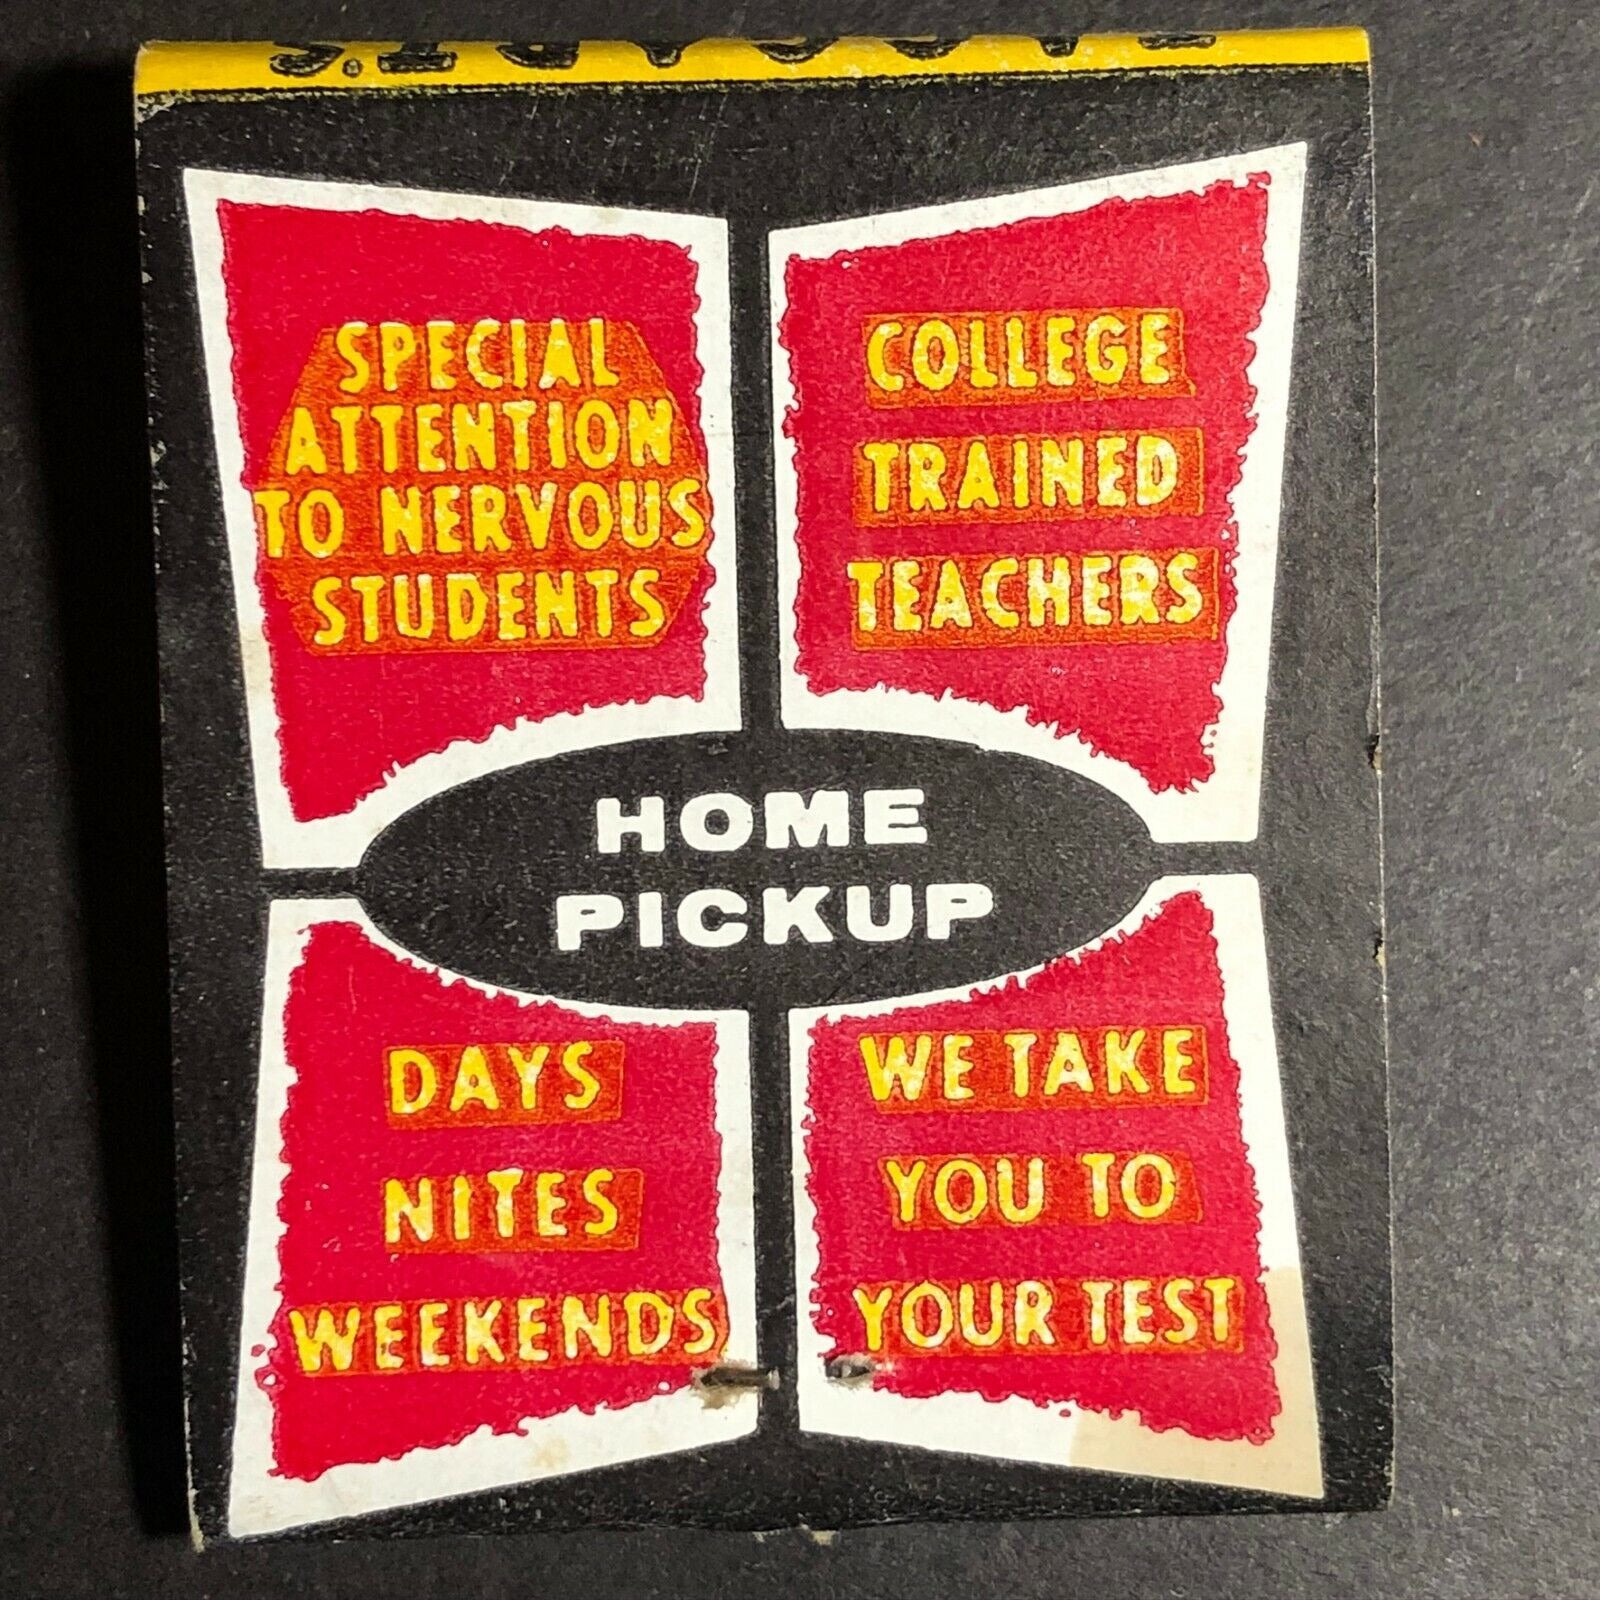 SPECIAL
ATTENTION
TO NERVOUS
STUDENTS
COLLEGE
TRAINED
TEACHERS
HOME
PICKUP
DAYS
NITES
WEEKENDS
WE TAKE
YOU TO
YOUR TEST